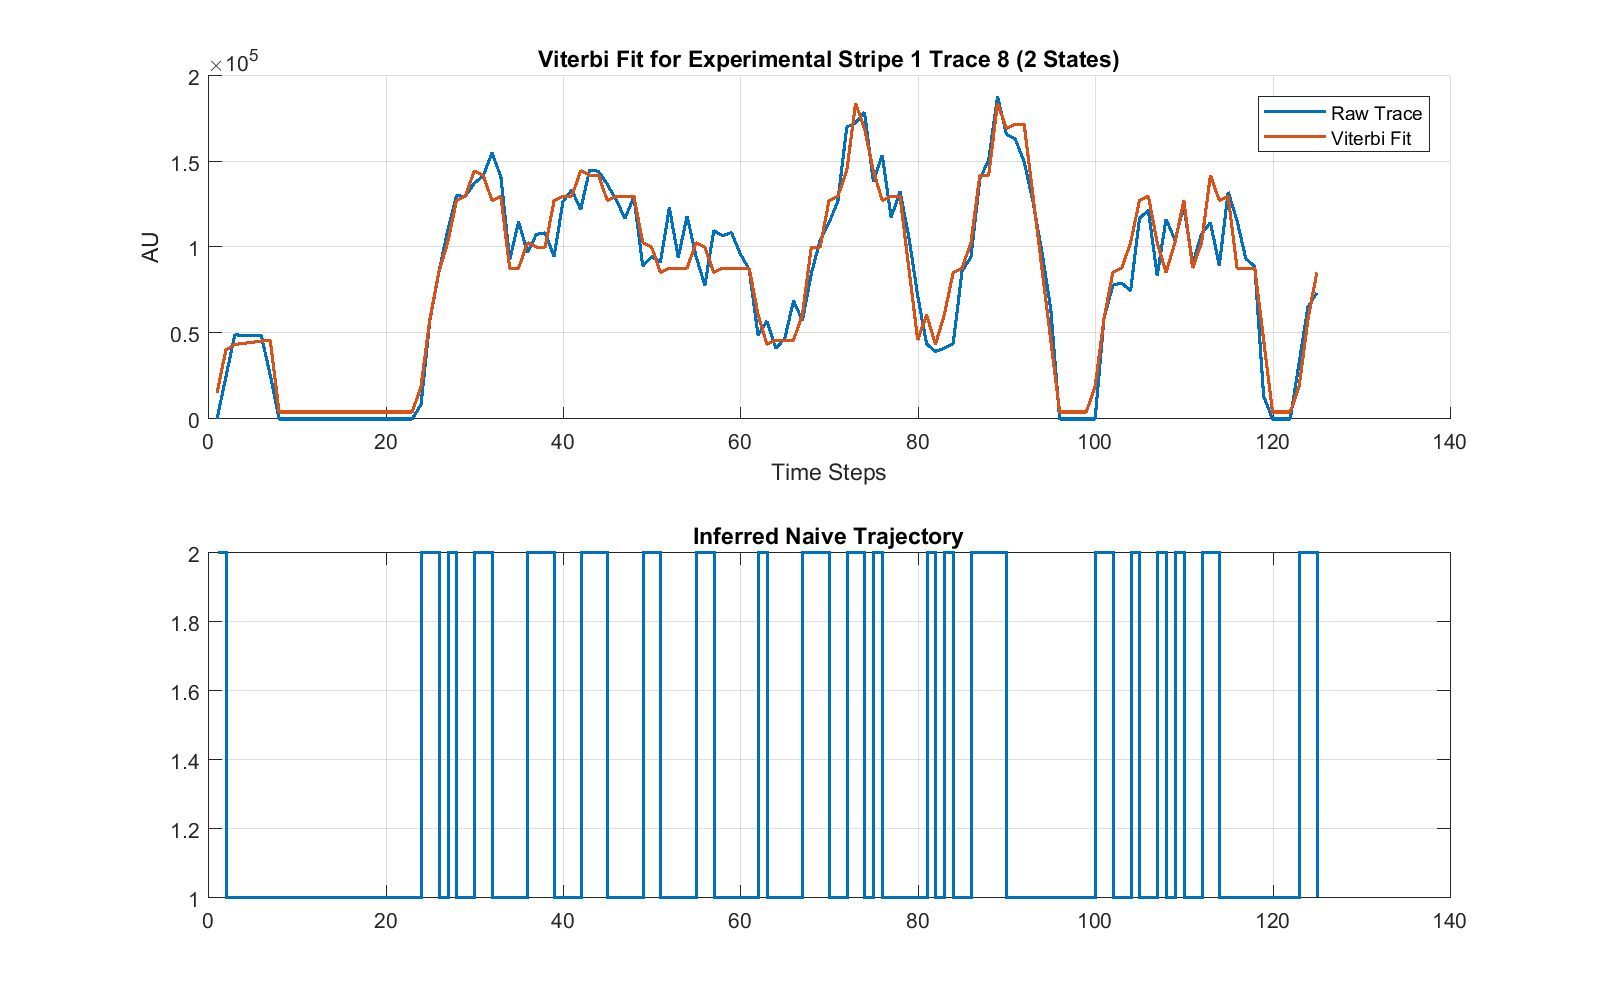 Viterbi Fit for Experimental Stripe 1 Trace 8 (2 States)
×10^5
2
1.5
1
0.5
0
AU
Raw Trace
Viterbi Fit
0 20 40 60 80 100 120 140
Time Steps
Inferred Naive Trajectory
2
1.8
1.6
1.4
1.2
1
0 20 40 60 80 100 120 140